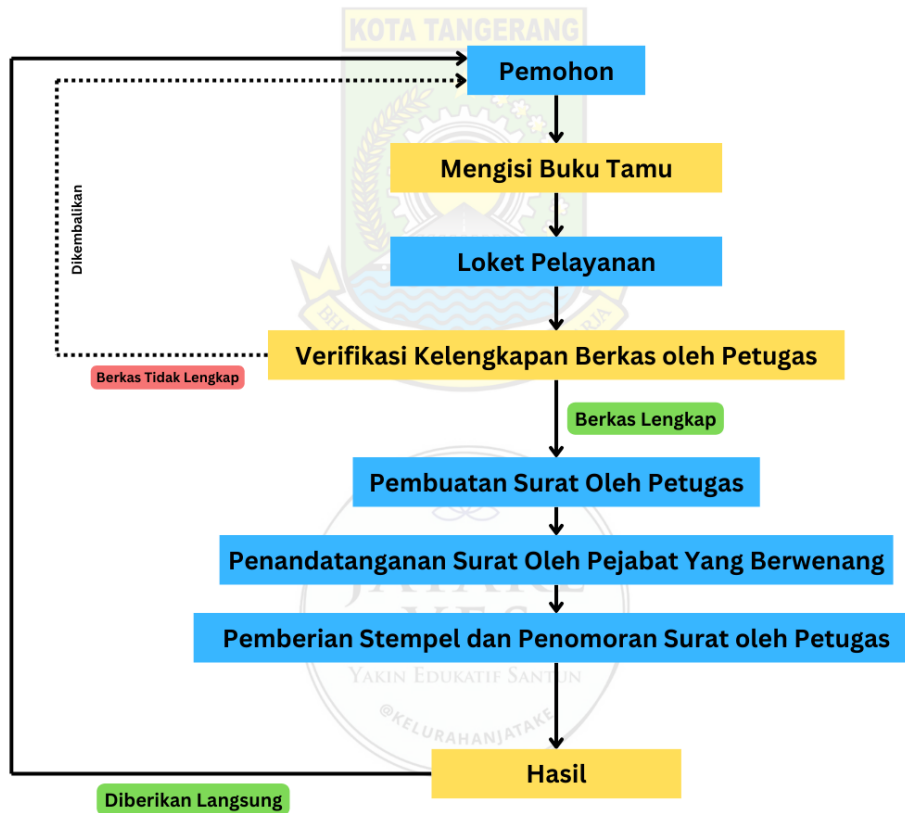 KOTA TANGERANG
Pemohon
Mengisi Buku Tamu
Dikembalikan
Loket Pelayanan
Verifikasi Kelengkapan Berkas oleh Petugas
Berkas Tidak Lengkap
Berkas Lengkap
Pembuatan Surat Oleh Petugas
Penandatanganan Surat Oleh Pejabat Yang Berwenang
Pemberian Stempel dan Penomoran Surat oleh Petugas
YAKIN EDUKATIF SANTUN
@KELURAHANJATAKE
Hasil
Diberikan Langsung